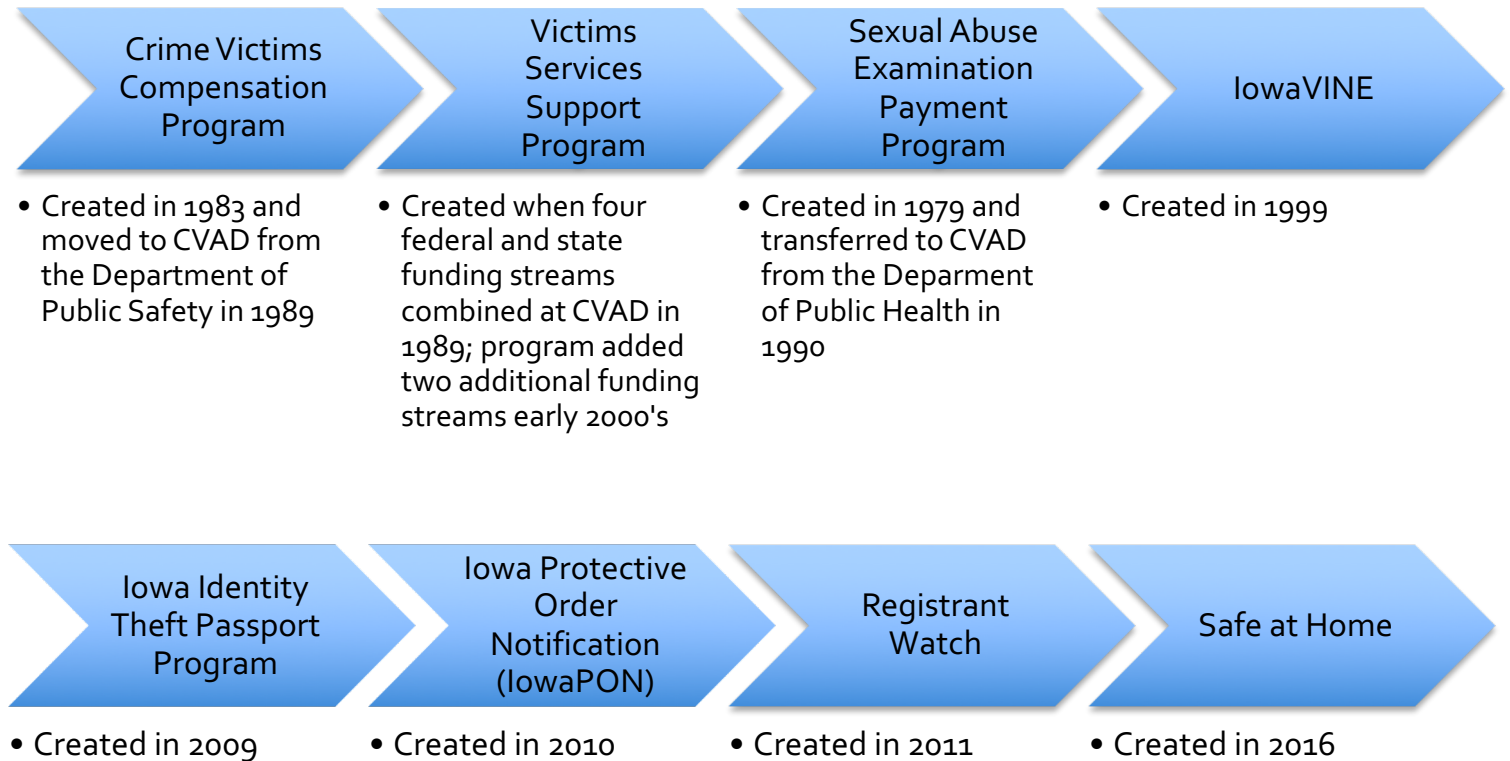 Crime Victims
Compensation
Program
Victims
Services
Support
Program
Sexual Abuse
Examination
Payment
Program
IowaVINE
• Created in 1983 and
moved to CVAD from
the Department of
Public Safety in 1989
• Created when four
federal and state
funding streams
combined at CVAD in
1989; program added
two additional funding
streams early 2000's
• Created in 1979 and
transferred to CVAD
from the Deparment
of Public Health in
1990
• Created in 1999
Iowa Identity
Theft Passport
Program
Iowa Protective
Order
Notification
(IowaPON)
Registrant
Watch
Safe at Home
• Created in 2009
• Created in 2010
• Created in 2011
• Created in 2016